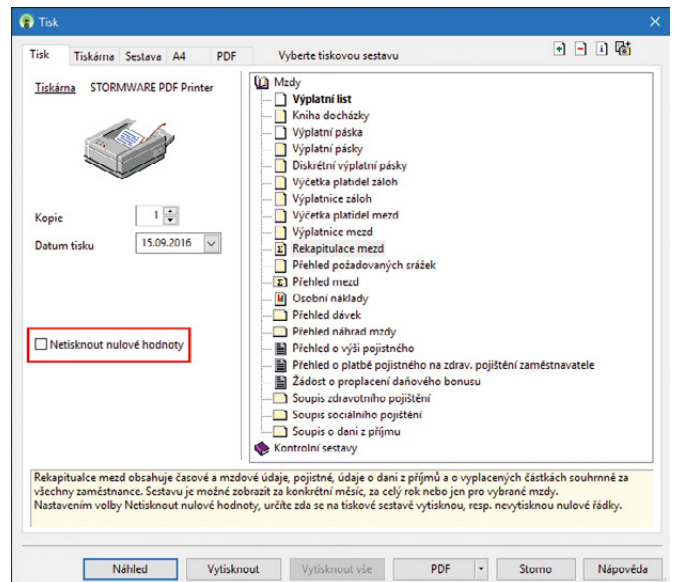 Tisk
Tisk Tiskárna Sestava A4 PDF Vyberte tiskovou sestavu
Tiskárna STORMWARE PDF Printer
Kopie 1
Datum tisku 15.09.2016
Netisknout nulové hodnoty
Mzdy
Výplatní list
Kniha docházky
Výplatní páska
Výplatní pásky
Diskrétní výplatní pásky
Výčetka platidel záloh
Výplatnice záloh
Výčetka platidel mezd
Výplatnice mezd
Rekapitulace mezd
Přehled požadovaných srážek
Přehled mezd
Osobní náklady
Přehled dávek
Přehled náhrad mzdy
Přehled o výši pojistného
Přehled o platbě pojistného na zdrav. pojištění zaměstnavatele
Žádost o proplacení daňového bonusu
Soupis zdravotního pojištění
Soupis sociálního pojištění
Soupis o dani z příjmu
Kontrolní sestavy
Rekapitualce mezd obsahuje časové a mzdové údaje, pojistné, údaje o dani z příjmů a o vyplacených částkách souhrnně za
všechny zaměstnance. Sestavu je možné zobrazit za konkrétní měsíc, za celý rok nebo jen pro vybrané mzdy.
Nastavením volby Netisknout nulové hodnoty, určíte zda se na tiskové sestavě vytisknou, resp. nevytisknou nulové řádky.
Náhled Vytisknout Vytisknout vše PDF Storno Nápověda